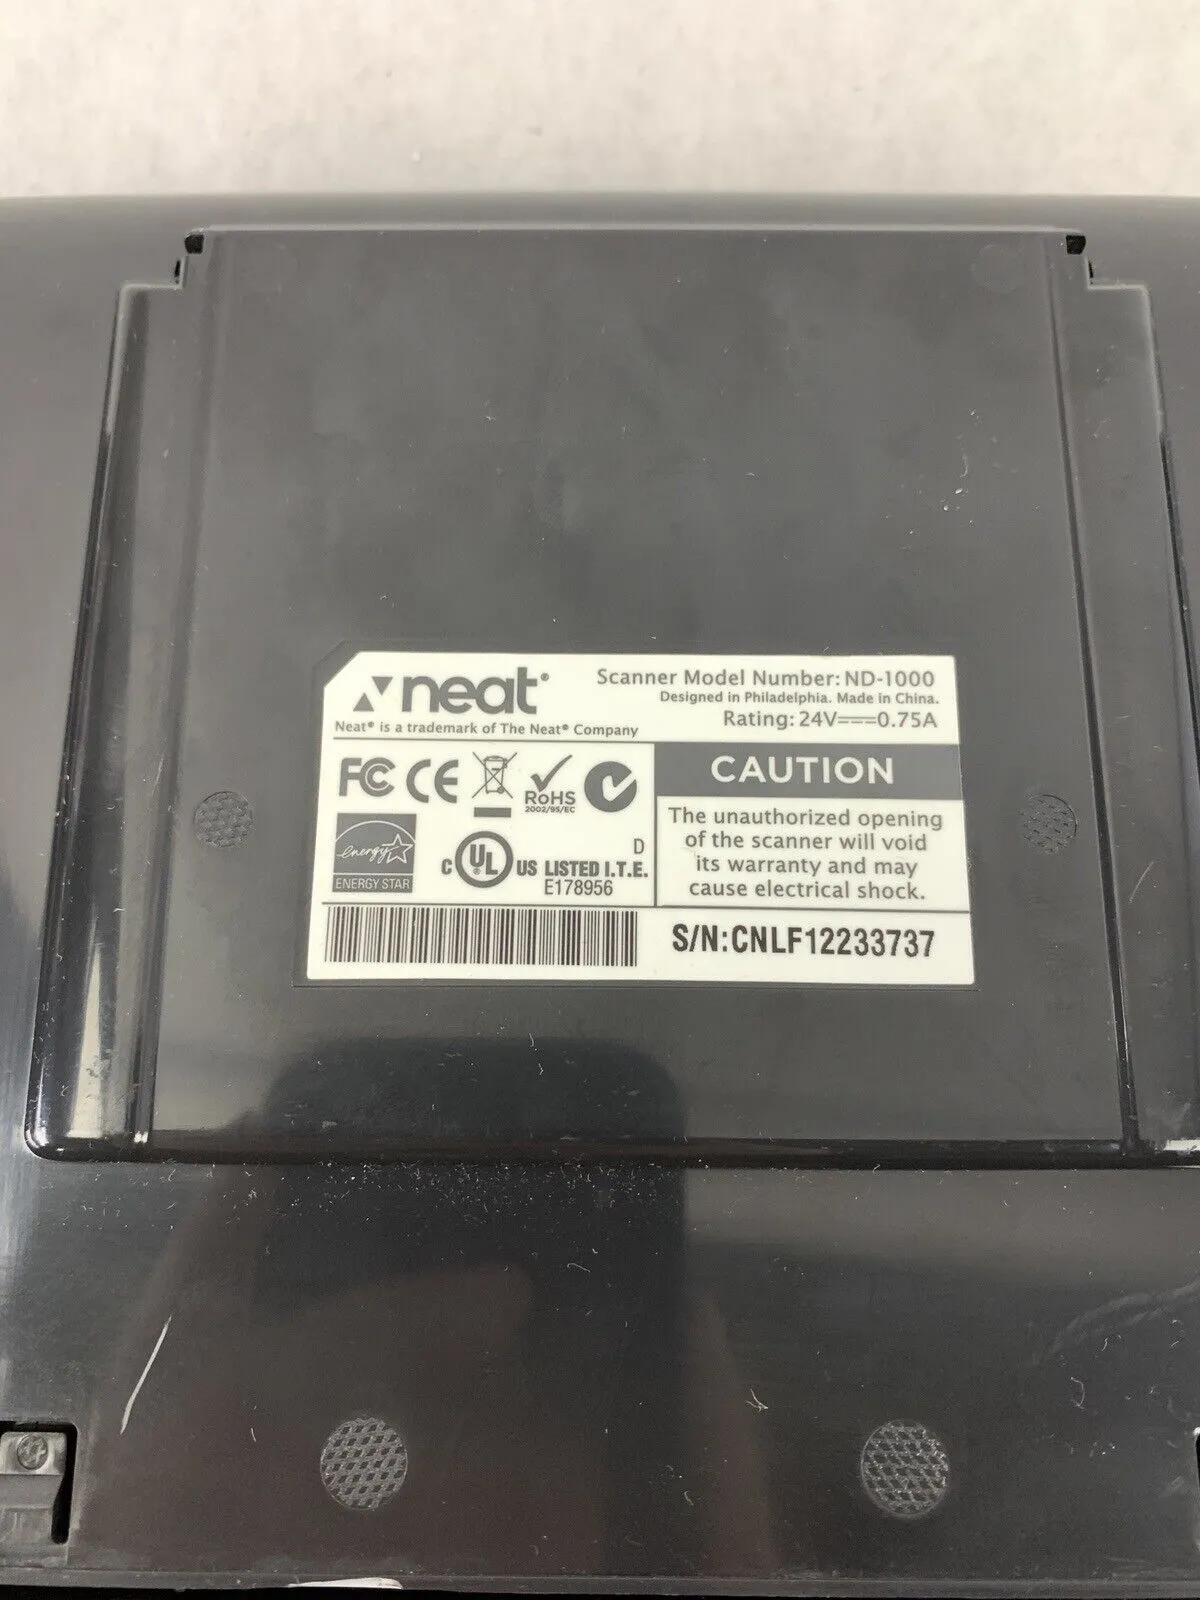 neat®
Neat® is a trademark of The Neat® Company
Scanner Model Number: ND-1000
Designed in Philadelphia. Made in China.
Rating: 24V⎓0.75A
FC CE RoHS
2002/95/EC
energy
ENERGY STAR
C UL® US LISTED I.T.E.
D
E178956
CAUTION
The unauthorized opening
of the scanner will void
its warranty and may
cause electrical shock.
S/N:CNLF12233737